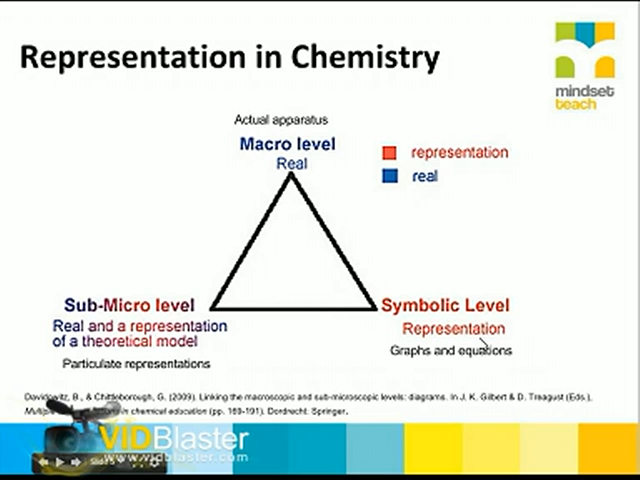 Representation in Chemistry
mindset
teach
Actual apparatus
Macro level
Real
representation
real
Sub-Micro level
Real and a representation
of a theoretical model
Particulate representations
Symbolic Level
Representation
Graphs and equations
Davidowitz, B., & Chittleborough, G. (2009). Linking the macroscopic and sub-microscopic levels: diagrams. In J. K. Gilbert & D. Treagust (Eds.),
Multiple in chemical education (pp. 169-191). Dordrecht: Springer.
VIDBlaster
www.vidblaster.com